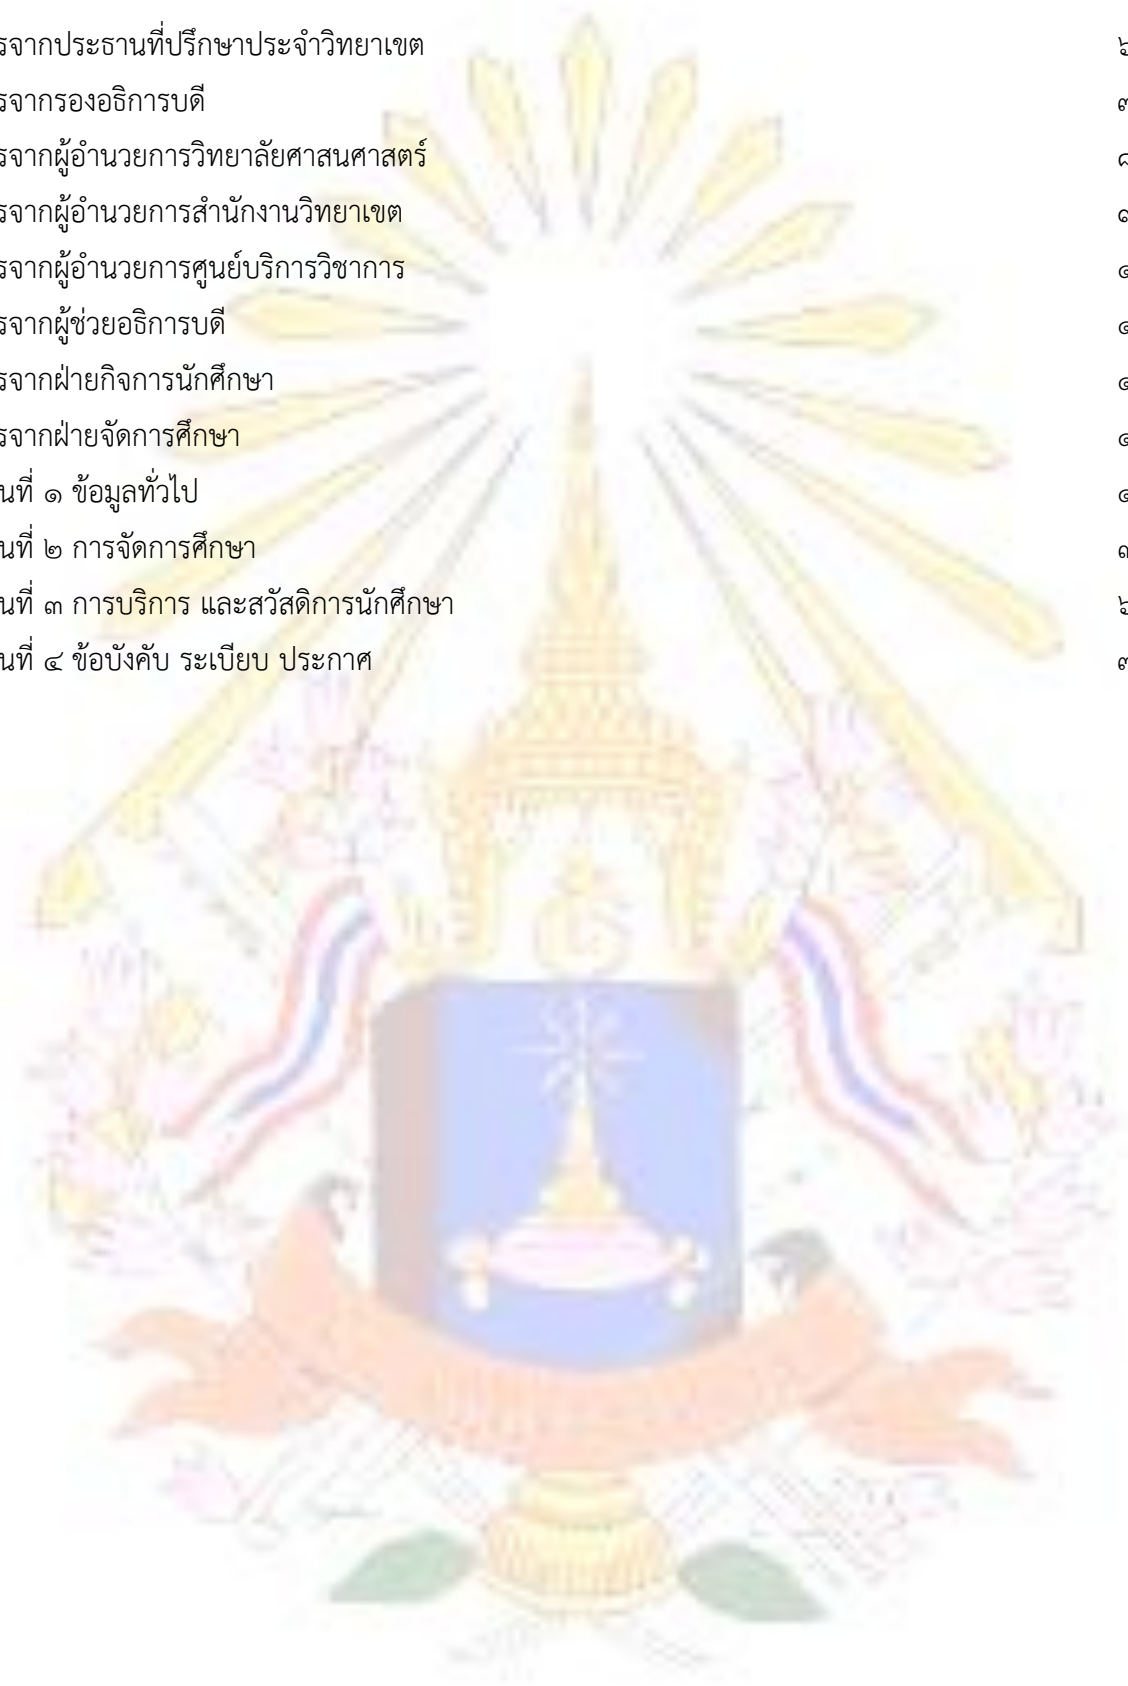 รจากประธานที่ปรึกษาประจำวิทยาเขต ๖
รจากรองอธิการบดี ๗
รจากผู้อำนวยการวิทยาลัยศาสนศาสตร์ ๘
รจากผู้อำนวยการสำนักงานวิทยาเขต ๙
รจากผู้อำนวยการศูนย์บริการวิชาการ ๑
รจากผู้ช่วยอธิการบดี ๑
รจากฝ่ายกิจการนักศึกษา ๑
รจากฝ่ายจัดการศึกษา ๑
นที่ ๑ ข้อมูลทั่วไป ๑
นที่ ๒ การจัดการศึกษา ๓
นที่ ๓ การบริการ และสวัสดิการนักศึกษา ๖
นที่ ๔ ข้อบังคับ ระเบียบ ประกาศ ๗